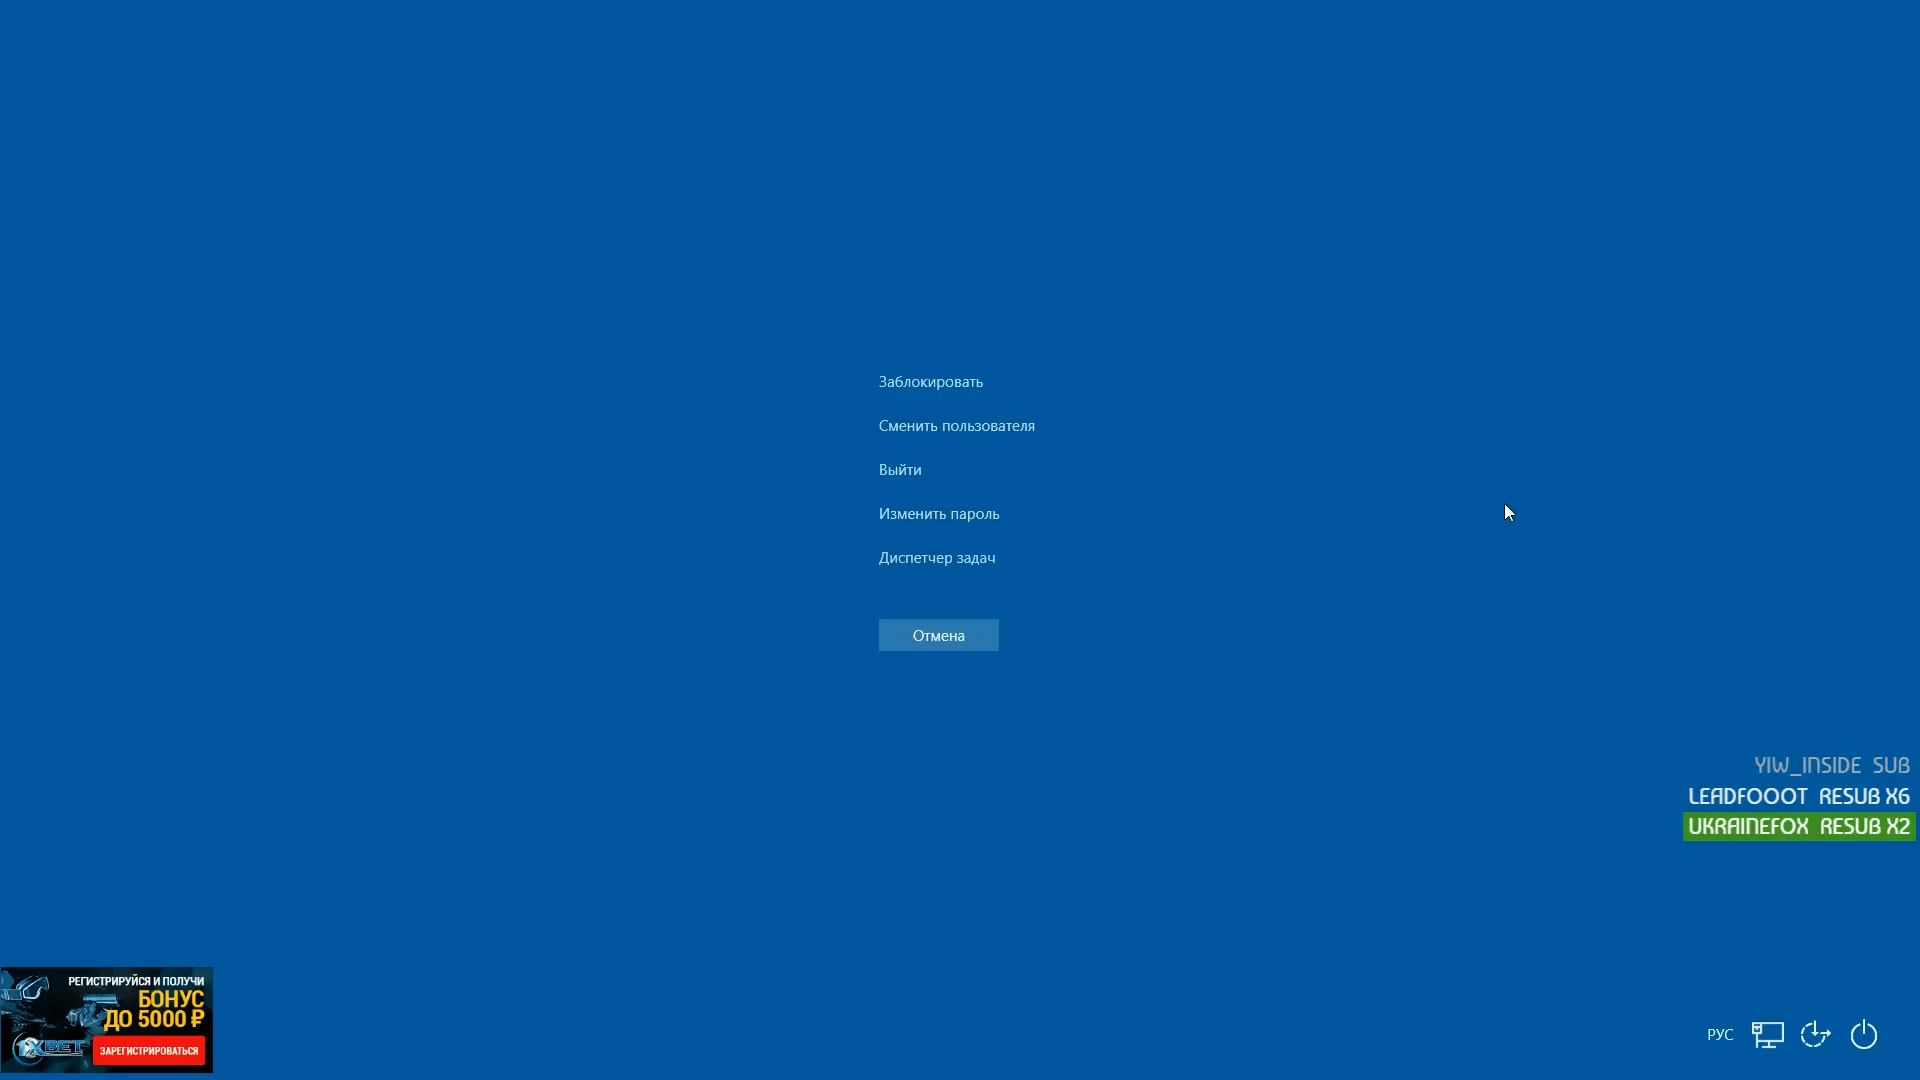 Заблокировать
Сменить пользователя
Выйти
Изменить пароль
Диспетчер задач
Отмена
YIW_INSIDE SUB
LEADFOOOT RESUB X6
UKRAINEFOX RESUB X2
РЕГИСТРИРУЙСЯ И ПОЛУЧИ
БОНУС
ДО 5000 ₽
1XBET
ЗАРЕГИСТРИРОВАТЬСЯ
РУС